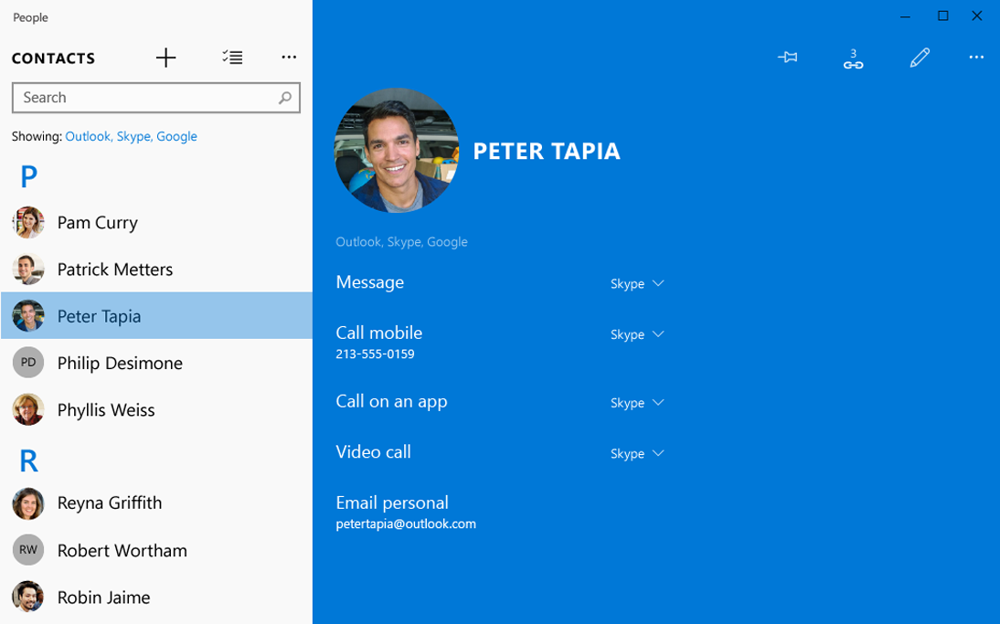 People
CONTACTS
Search
Showing: Outlook, Skype, Google
P
Pam Curry
Patrick Metters
Peter Tapia
PD
Philip Desimone
Phyllis Weiss
R
Reyna Griffith
RW
Robert Wortham
Robin Jaime
3
PETER TAPIA
Outlook, Skype, Google
Message Skype
Call mobile Skype
213-555-0159
Call on an app Skype
Video call Skype
Email personal
petertapia@outlook.com